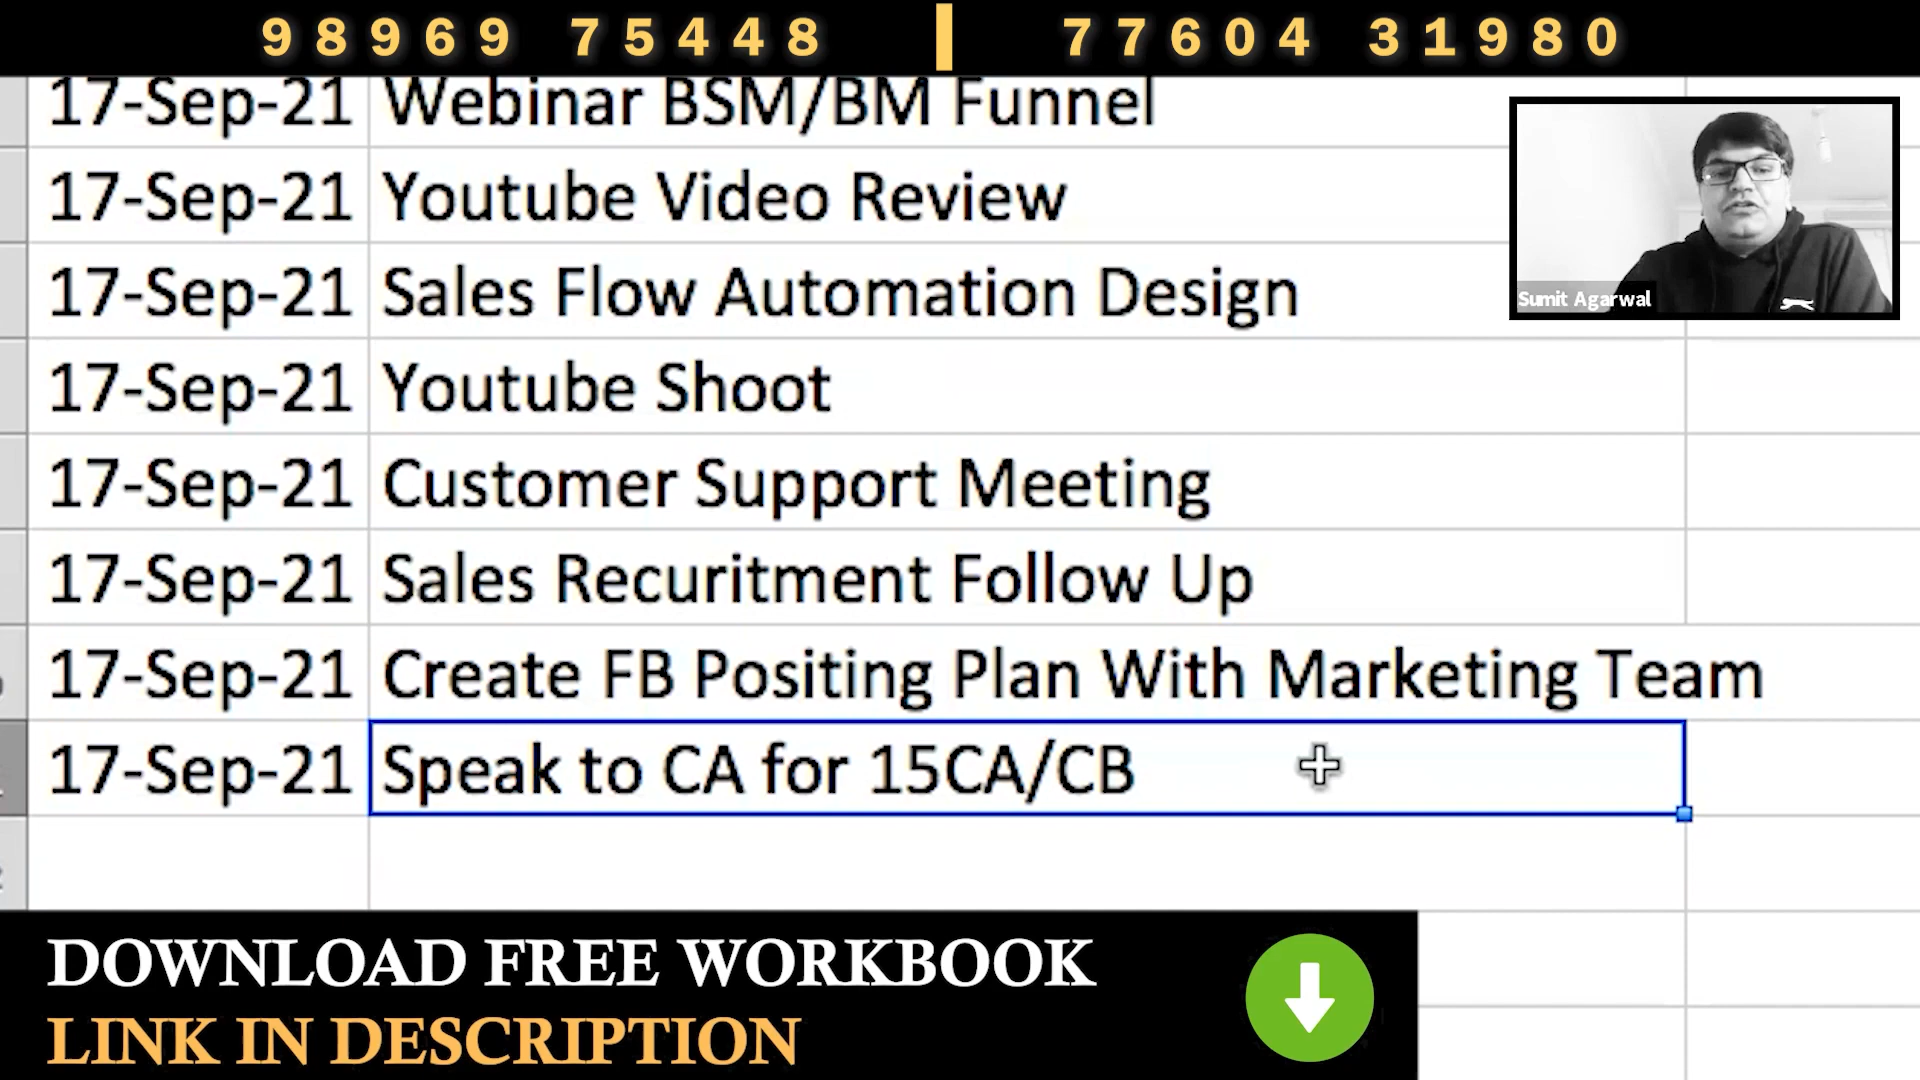 98969 75448 | 77604 31980
17-Sep-21 Webinar BSM/BM Funnel
17-Sep-21 Youtube Video Review
17-Sep-21 Sales Flow Automation Design
Sumit Agarwal
17-Sep-21 Youtube Shoot
17-Sep-21 Customer Support Meeting
17-Sep-21 Sales Recuritment Follow Up
17-Sep-21 Create FB Positing Plan With Marketing Team
17-Sep-21 Speak to CA for 15CA/CB
DOWNLOAD FREE WORKBOOK
LINK IN DESCRIPTION